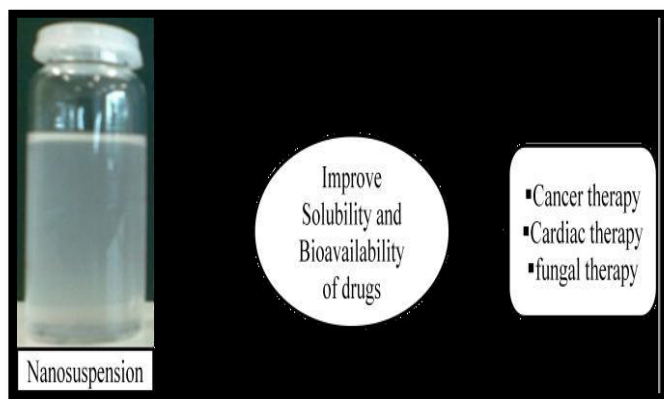 Nanosuspension
Improve
Solubility and
Bioavailability
of drugs
▪Cancer therapy
▪Cardiac therapy
▪fungal therapy